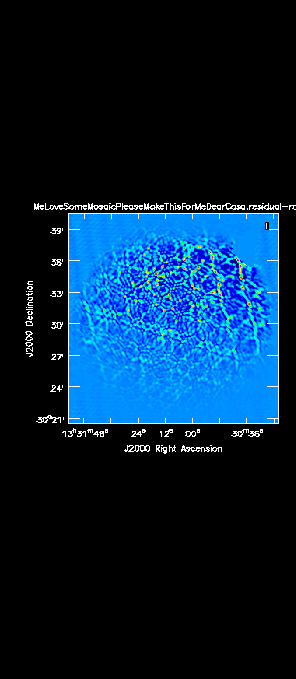 MeLoveSomeMosaicPleaseMakeThisForMeDearCasa.residual-ra
39'
36'
33'
30'
27'
24'
30°21'
J2000 Declination
13ʰ31ᵐ48ˢ 24ˢ 12ˢ 00ˢ 30ᵐ36ˢ
J2000 Right Ascension